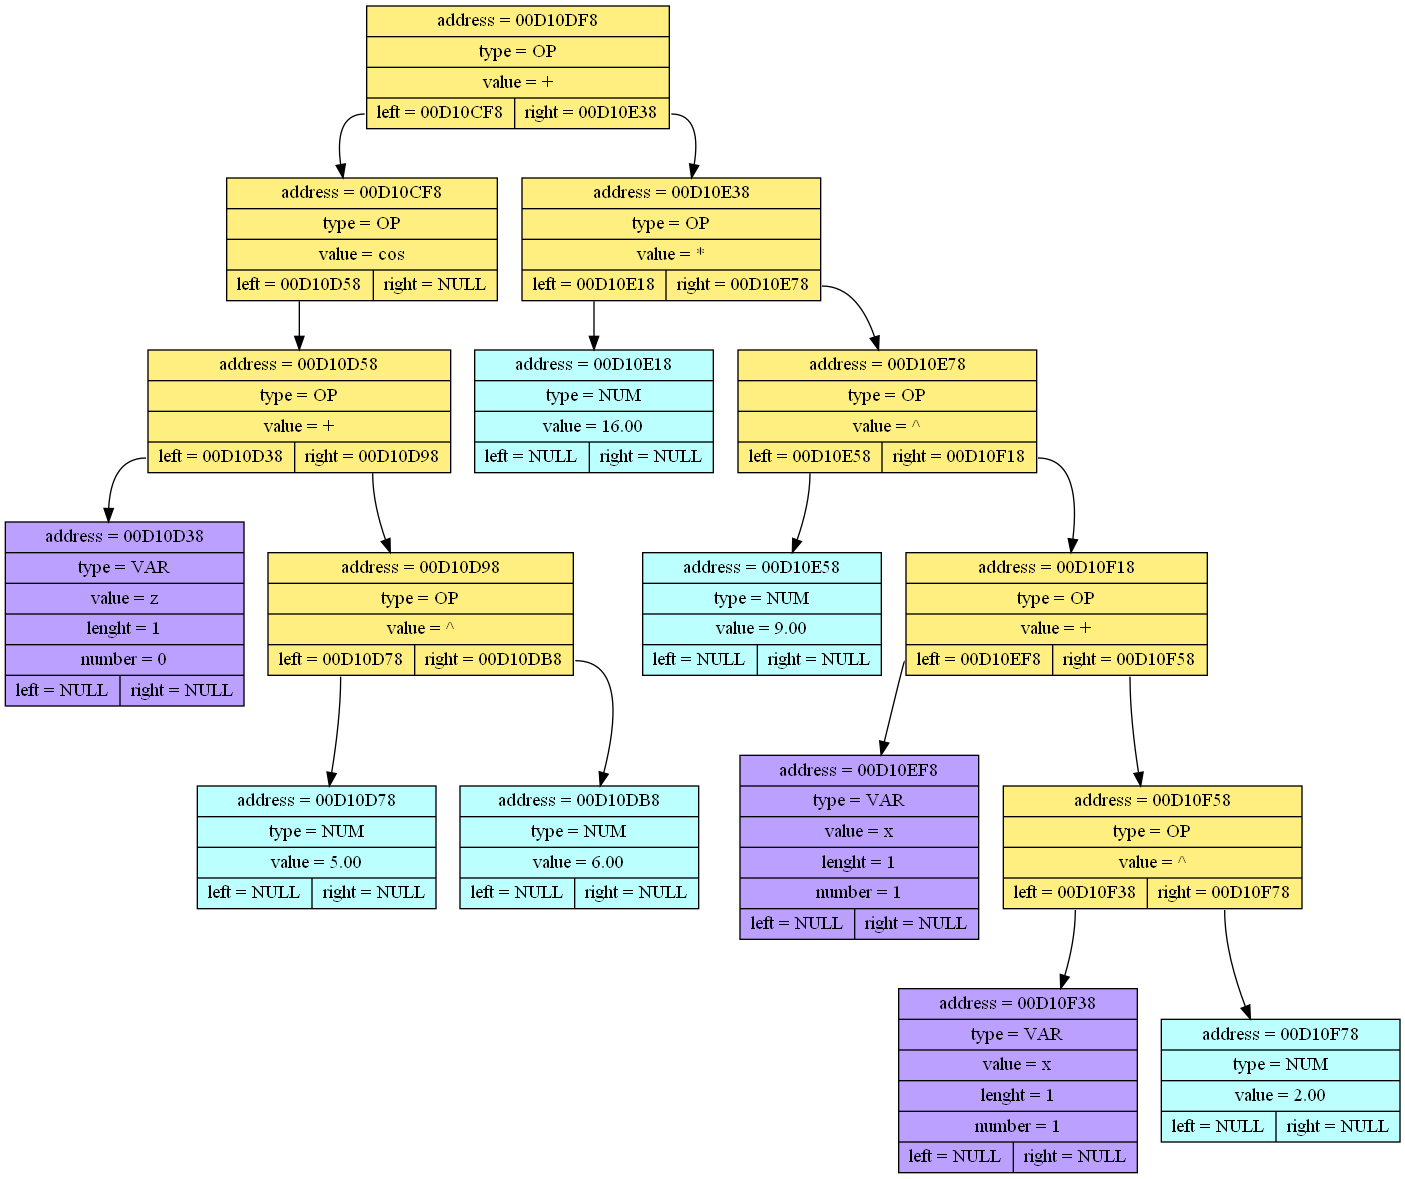 address = 00D10DF8
type = OP
value = +
left = 00D10CF8 right = 00D10E38
address = 00D10CF8
type = OP
value = cos
left = 00D10D58 right = NULL
address = 00D10E38
type = OP
value = *
left = 00D10E18 right = 00D10E78
address = 00D10D58
type = OP
value = +
left = 00D10D38 right = 00D10D98
address = 00D10E18
type = NUM
value = 16.00
left = NULL right = NULL
address = 00D10E78
type = OP
value = ^
left = 00D10E58 right = 00D10F18
address = 00D10D38
type = VAR
value = z
lenght = 1
number = 0
left = NULL right = NULL
address = 00D10D98
type = OP
value = ^
left = 00D10D78 right = 00D10DB8
address = 00D10E58
type = NUM
value = 9.00
left = NULL right = NULL
address = 00D10F18
type = OP
value = +
left = 00D10EF8 right = 00D10F58
address = 00D10D78
type = NUM
value = 5.00
left = NULL right = NULL
address = 00D10DB8
type = NUM
value = 6.00
left = NULL right = NULL
address = 00D10EF8
type = VAR
value = x
lenght = 1
number = 1
left = NULL right = NULL
address = 00D10F58
type = OP
value = ^
left = 00D10F38 right = 00D10F78
address = 00D10F38
type = VAR
value = x
lenght = 1
number = 1
left = NULL right = NULL
address = 00D10F78
type = NUM
value = 2.00
left = NULL right = NULL